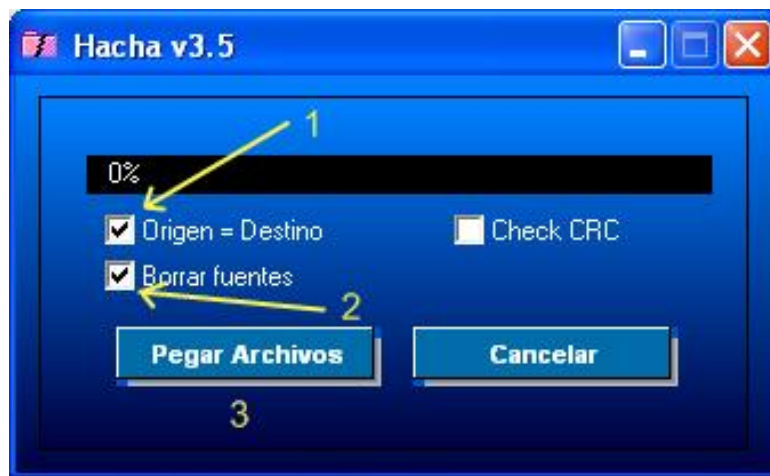 Hacha v3.5
1
0%
Origen = Destino
Check CRC
Borrar fuentes
2
Pegar Archivos
Cancelar
3